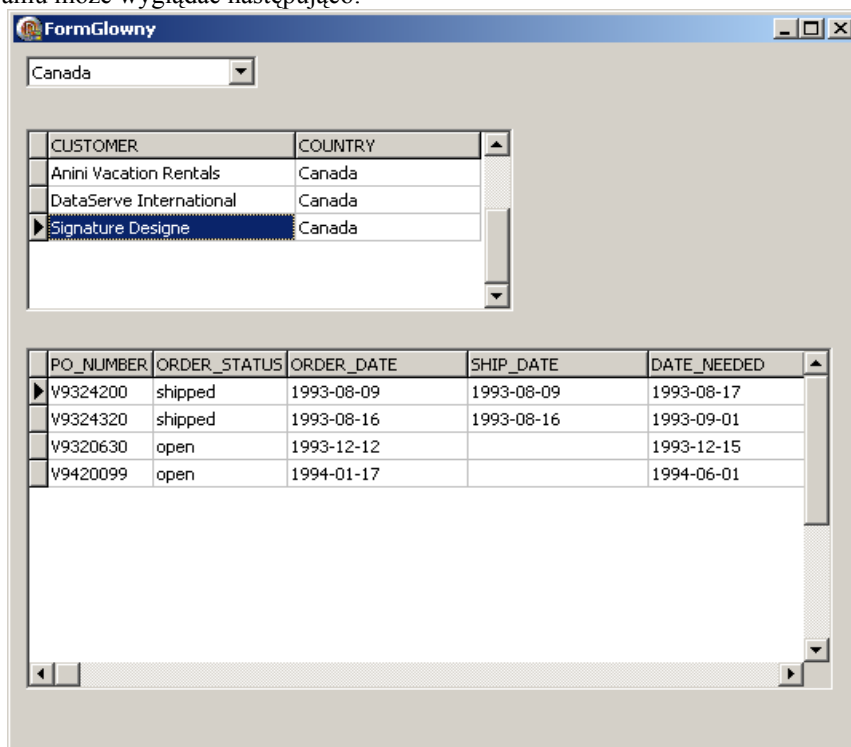 może wyglądać następująco:
FormGlowny
Canada
CUSTOMER COUNTRY
Anini Vacation Rentals Canada
DataServe International Canada
Signature Designe Canada
PO_NUMBER ORDER_STATUS ORDER_DATE SHIP_DATE DATE_NEEDED
V9324200 shipped 1993-08-09 1993-08-09 1993-08-17
V9324320 shipped 1993-08-16 1993-08-16 1993-09-01
V9320630 open 1993-12-12 1993-12-15
V9420099 open 1994-01-17 1994-06-01